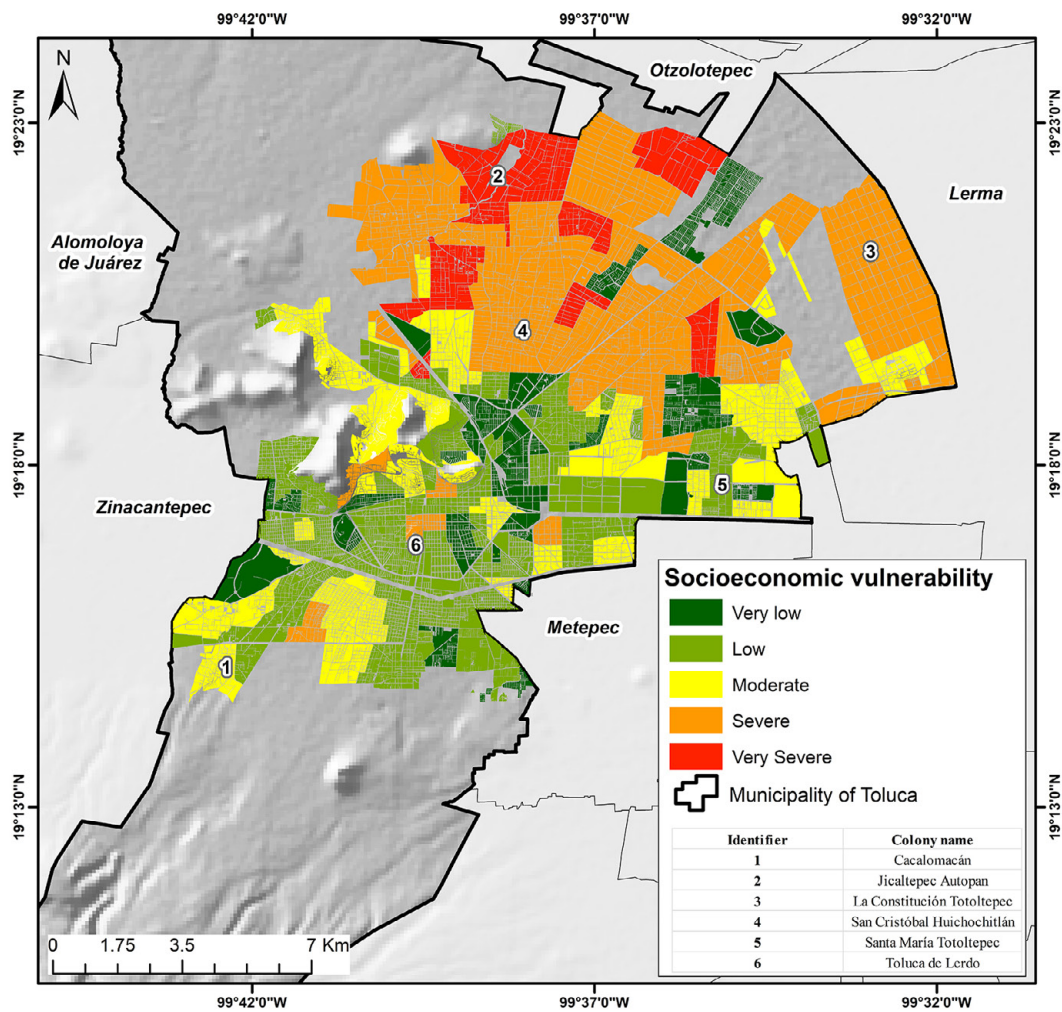 99°42'0"W 99°37'0"W 99°32'0"W
N
Otzolotepec
19°23'0"N 19°23'0"N
2
Lerma
Alomoloya
de Juárez
3
4
19°18'0"N 19°18'0"N
5
Zinacantepec
6
Socioeconomic vulnerability
Very low
Metepec
Low
1
Moderate
Severe
Very Severe
Municipality of Toluca
19°13'0"N 19°13'0"N
Identifier Colony name
1 Cacalomacán
2 Jicaltepec Autopan
3 La Constitución Totoltepec
4 San Cristóbal Huichochitlán
5 Santa María Totoltepec
6 Toluca de Lerdo
0 1.75 3.5 7 Km
99°42'0"W 99°37'0"W 99°32'0"W